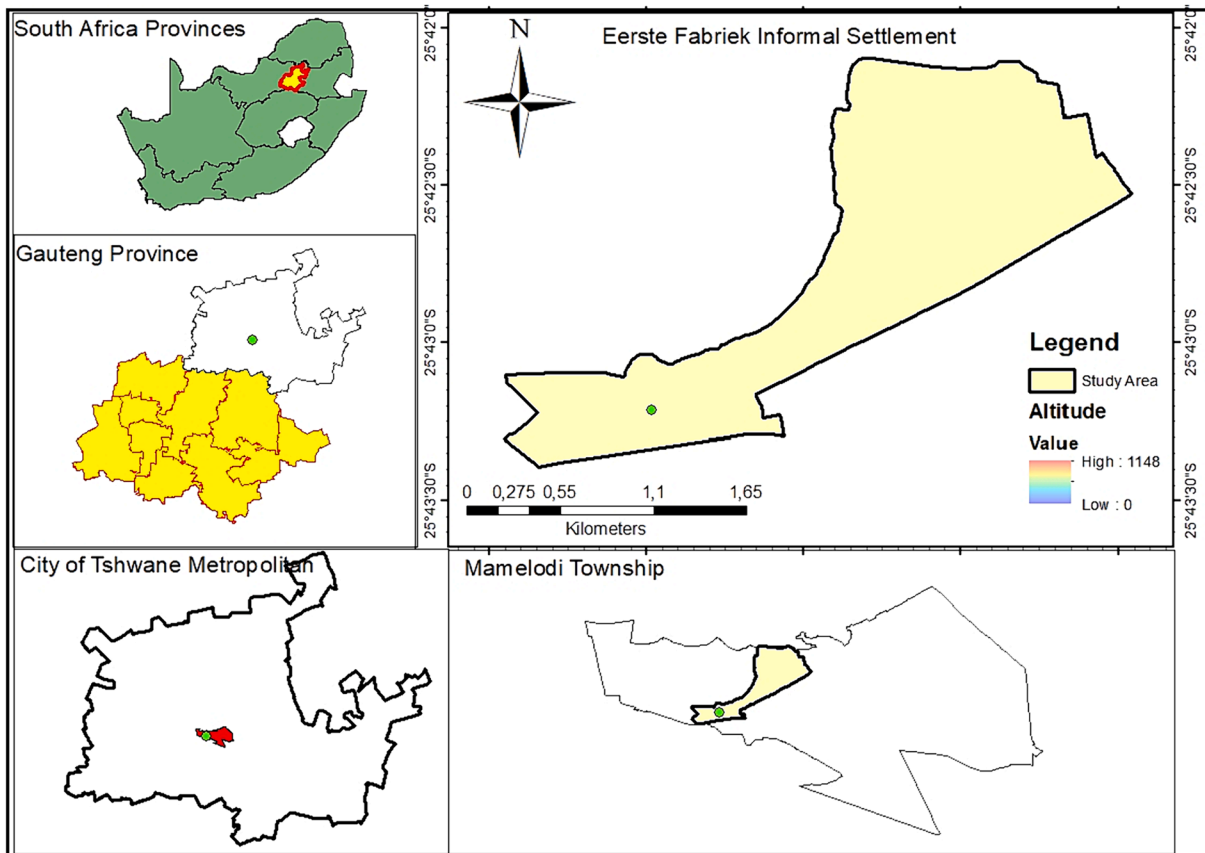 South Africa Provinces
Gauteng Province
City of Tshwane Metropolitan
Eerste Fabriek Informal Settlement
N
25°42'0"
25°42'30"S
25°43'0"S
25°43'30"S
25°42'0"
25°42'30"S
25°43'0"S
25°43'30"S
Legend
Study Area
Altitude
Value
High : 1148
Low : 0
0 0,275 0,55 1,1 1,65
Kilometers
Mamelodi Township